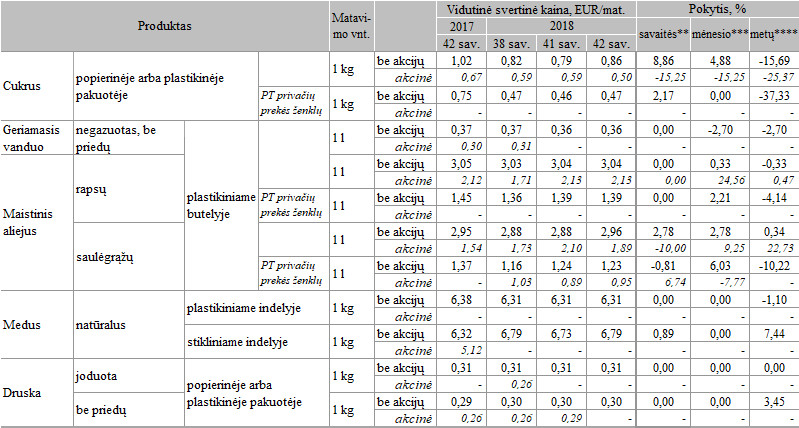 Produktas Matavi- Vidutinė svertinė kaina, EUR/mat. Pokytis, %
mo vnt. 2017 2018 savaitės** mėnesio*** metų****
42 sav. 38 sav. 41 sav. 42 sav.
Cukrus popierinėje arba plastikinėje pakuotėje 1 kg be akcijų 1,02 0,82 0,79 0,86 8,86 4,88 -15,69
akcinė 0,67 0,59 0,59 0,50 -15,25 -15,25 -25,37
PT privačių prekės ženklų 1 kg be akcijų 0,75 0,47 0,46 0,47 2,17 0,00 -37,33
akcinė - - - - - - -
Geriamasis vanduo negazuotas, be priedų plastikiniame butelyje 1 l be akcijų 0,37 0,37 0,36 0,36 0,00 -2,70 -2,70
akcinė 0,30 0,31 - - - - -
Maistinis aliejus rapsų 1 l be akcijų 3,05 3,03 3,04 3,04 0,00 0,33 -0,33
akcinė 2,12 1,71 2,13 2,13 0,00 24,56 0,47
PT privačių prekės ženklų 1 l be akcijų 1,45 1,36 1,39 1,39 0,00 2,21 -4,14
akcinė - - - - - - -
saulėgrąžų 1 l be akcijų 2,95 2,88 2,88 2,96 2,78 2,78 0,34
akcinė 1,54 1,73 2,10 1,89 -10,00 9,25 22,73
PT privačių prekės ženklų 1 l be akcijų 1,37 1,16 1,24 1,23 -0,81 6,03 -10,22
akcinė - 1,03 0,89 0,95 6,74 -7,77 -
Medus natūralus plastikiniame indelyje 1 kg be akcijų 6,38 6,31 6,31 6,31 0,00 0,00 -1,10
akcinė - - - - - - -
stikliniame indelyje 1 kg be akcijų 6,32 6,79 6,73 6,79 0,89 0,00 7,44
akcinė 5,12 - - - - - -
Druska joduota popierinėje arba plastikinėje pakuotėje 1 kg be akcijų 0,31 0,31 0,31 0,31 0,00 0,00 0,00
akcinė - 0,26 - - - - -
be priedų 1 kg be akcijų 0,29 0,30 0,30 0,30 0,00 0,00 3,45
akcinė 0,26 0,26 0,29 - - - -